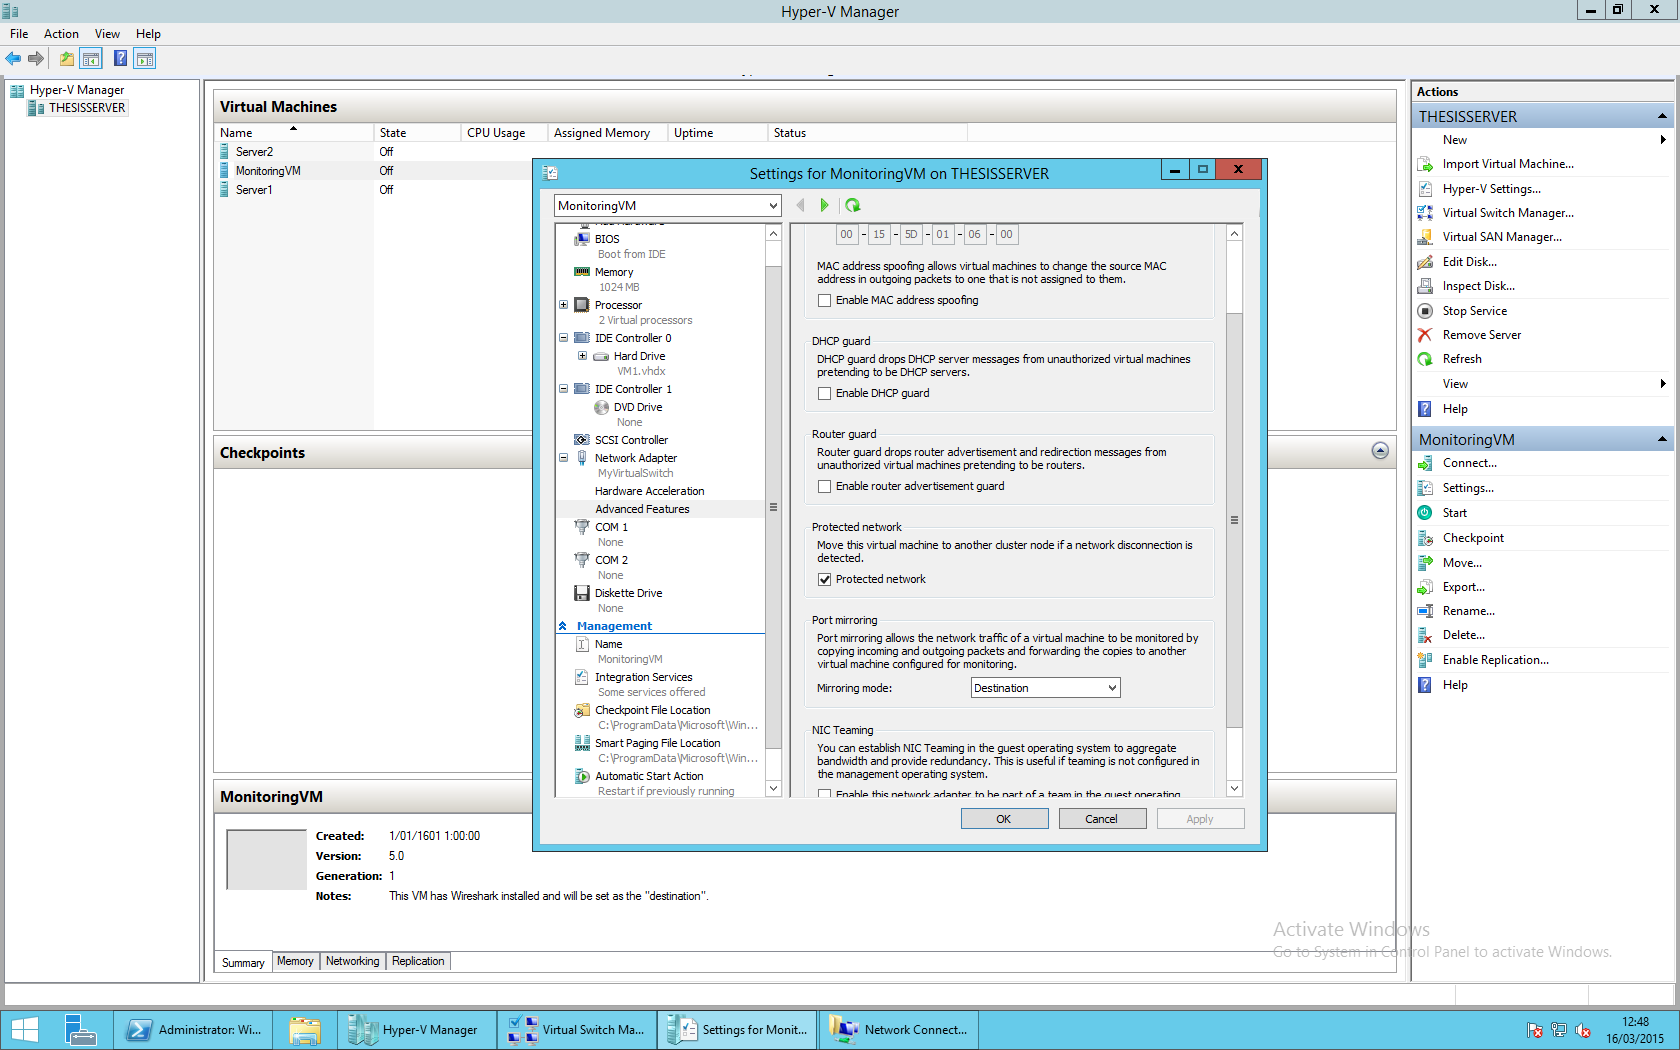 Hyper-V Manager
File Action View Help
Hyper-V Manager
THESISSERVER
Virtual Machines
Name State CPU Usage Assigned Memory Uptime Status
Server2 Off
MonitoringVM Off
Server1 Off
Checkpoints
MonitoringVM
Created: 1/01/1601 1:00:00
Version: 5.0
Generation: 1
Notes: This VM has Wireshark installed and will be set as the "destination".
Summary Memory Networking Replication
Settings for MonitoringVM on THESISSERVER
MonitoringVM
BIOS
Boot from IDE
Memory
1024 MB
Processor
2 Virtual processors
IDE Controller 0
Hard Drive
VM1.vhdx
IDE Controller 1
DVD Drive
None
SCSI Controller
Network Adapter
MyVirtualSwitch
Hardware Acceleration
Advanced Features
COM 1
None
COM 2
None
Diskette Drive
None
Management
Name
MonitoringVM
Integration Services
Some services offered
Checkpoint File Location
C:\ProgramData\Microsoft\Win...
Smart Paging File Location
C:\ProgramData\Microsoft\Win...
Automatic Start Action
Restart if previously running
00 - 15 - 5D - 01 - 06 - 00
MAC address spoofing allows virtual machines to change the source MAC
address in outgoing packets to one that is not assigned to them.
Enable MAC address spoofing
DHCP guard
DHCP guard drops DHCP server messages from unauthorized virtual machines
pretending to be DHCP servers.
Enable DHCP guard
Router guard
Router guard drops router advertisement and redirection messages from
unauthorized virtual machines pretending to be routers.
Enable router advertisement guard
Protected network
Move this virtual machine to another cluster node if a network disconnection is
detected.
Protected network
Port mirroring
Port mirroring allows the network traffic of a virtual machine to be monitored by
copying incoming and outgoing packets and forwarding the copies to another
virtual machine configured for monitoring.
Mirroring mode: Destination
NIC Teaming
You can establish NIC Teaming in the guest operating system to aggregate
bandwidth and provide redundancy. This is useful if teaming is not configured in
the management operating system.
Enable this network adapter to be part of a team in the guest operating
OK Cancel Apply
Actions
THESISSERVER
New
Import Virtual Machine...
Hyper-V Settings...
Virtual Switch Manager...
Virtual SAN Manager...
Edit Disk...
Inspect Disk...
Stop Service
Remove Server
Refresh
View
Help
MonitoringVM
Connect...
Settings...
Start
Checkpoint
Move...
Export...
Rename...
Delete...
Enable Replication...
Help
Activate Windows
Go to System in Control Panel to activate Windows.
Administrator: Wi... Hyper-V Manager Virtual Switch Ma... Settings for Monit... Network Connect...
12:48
16/03/2015